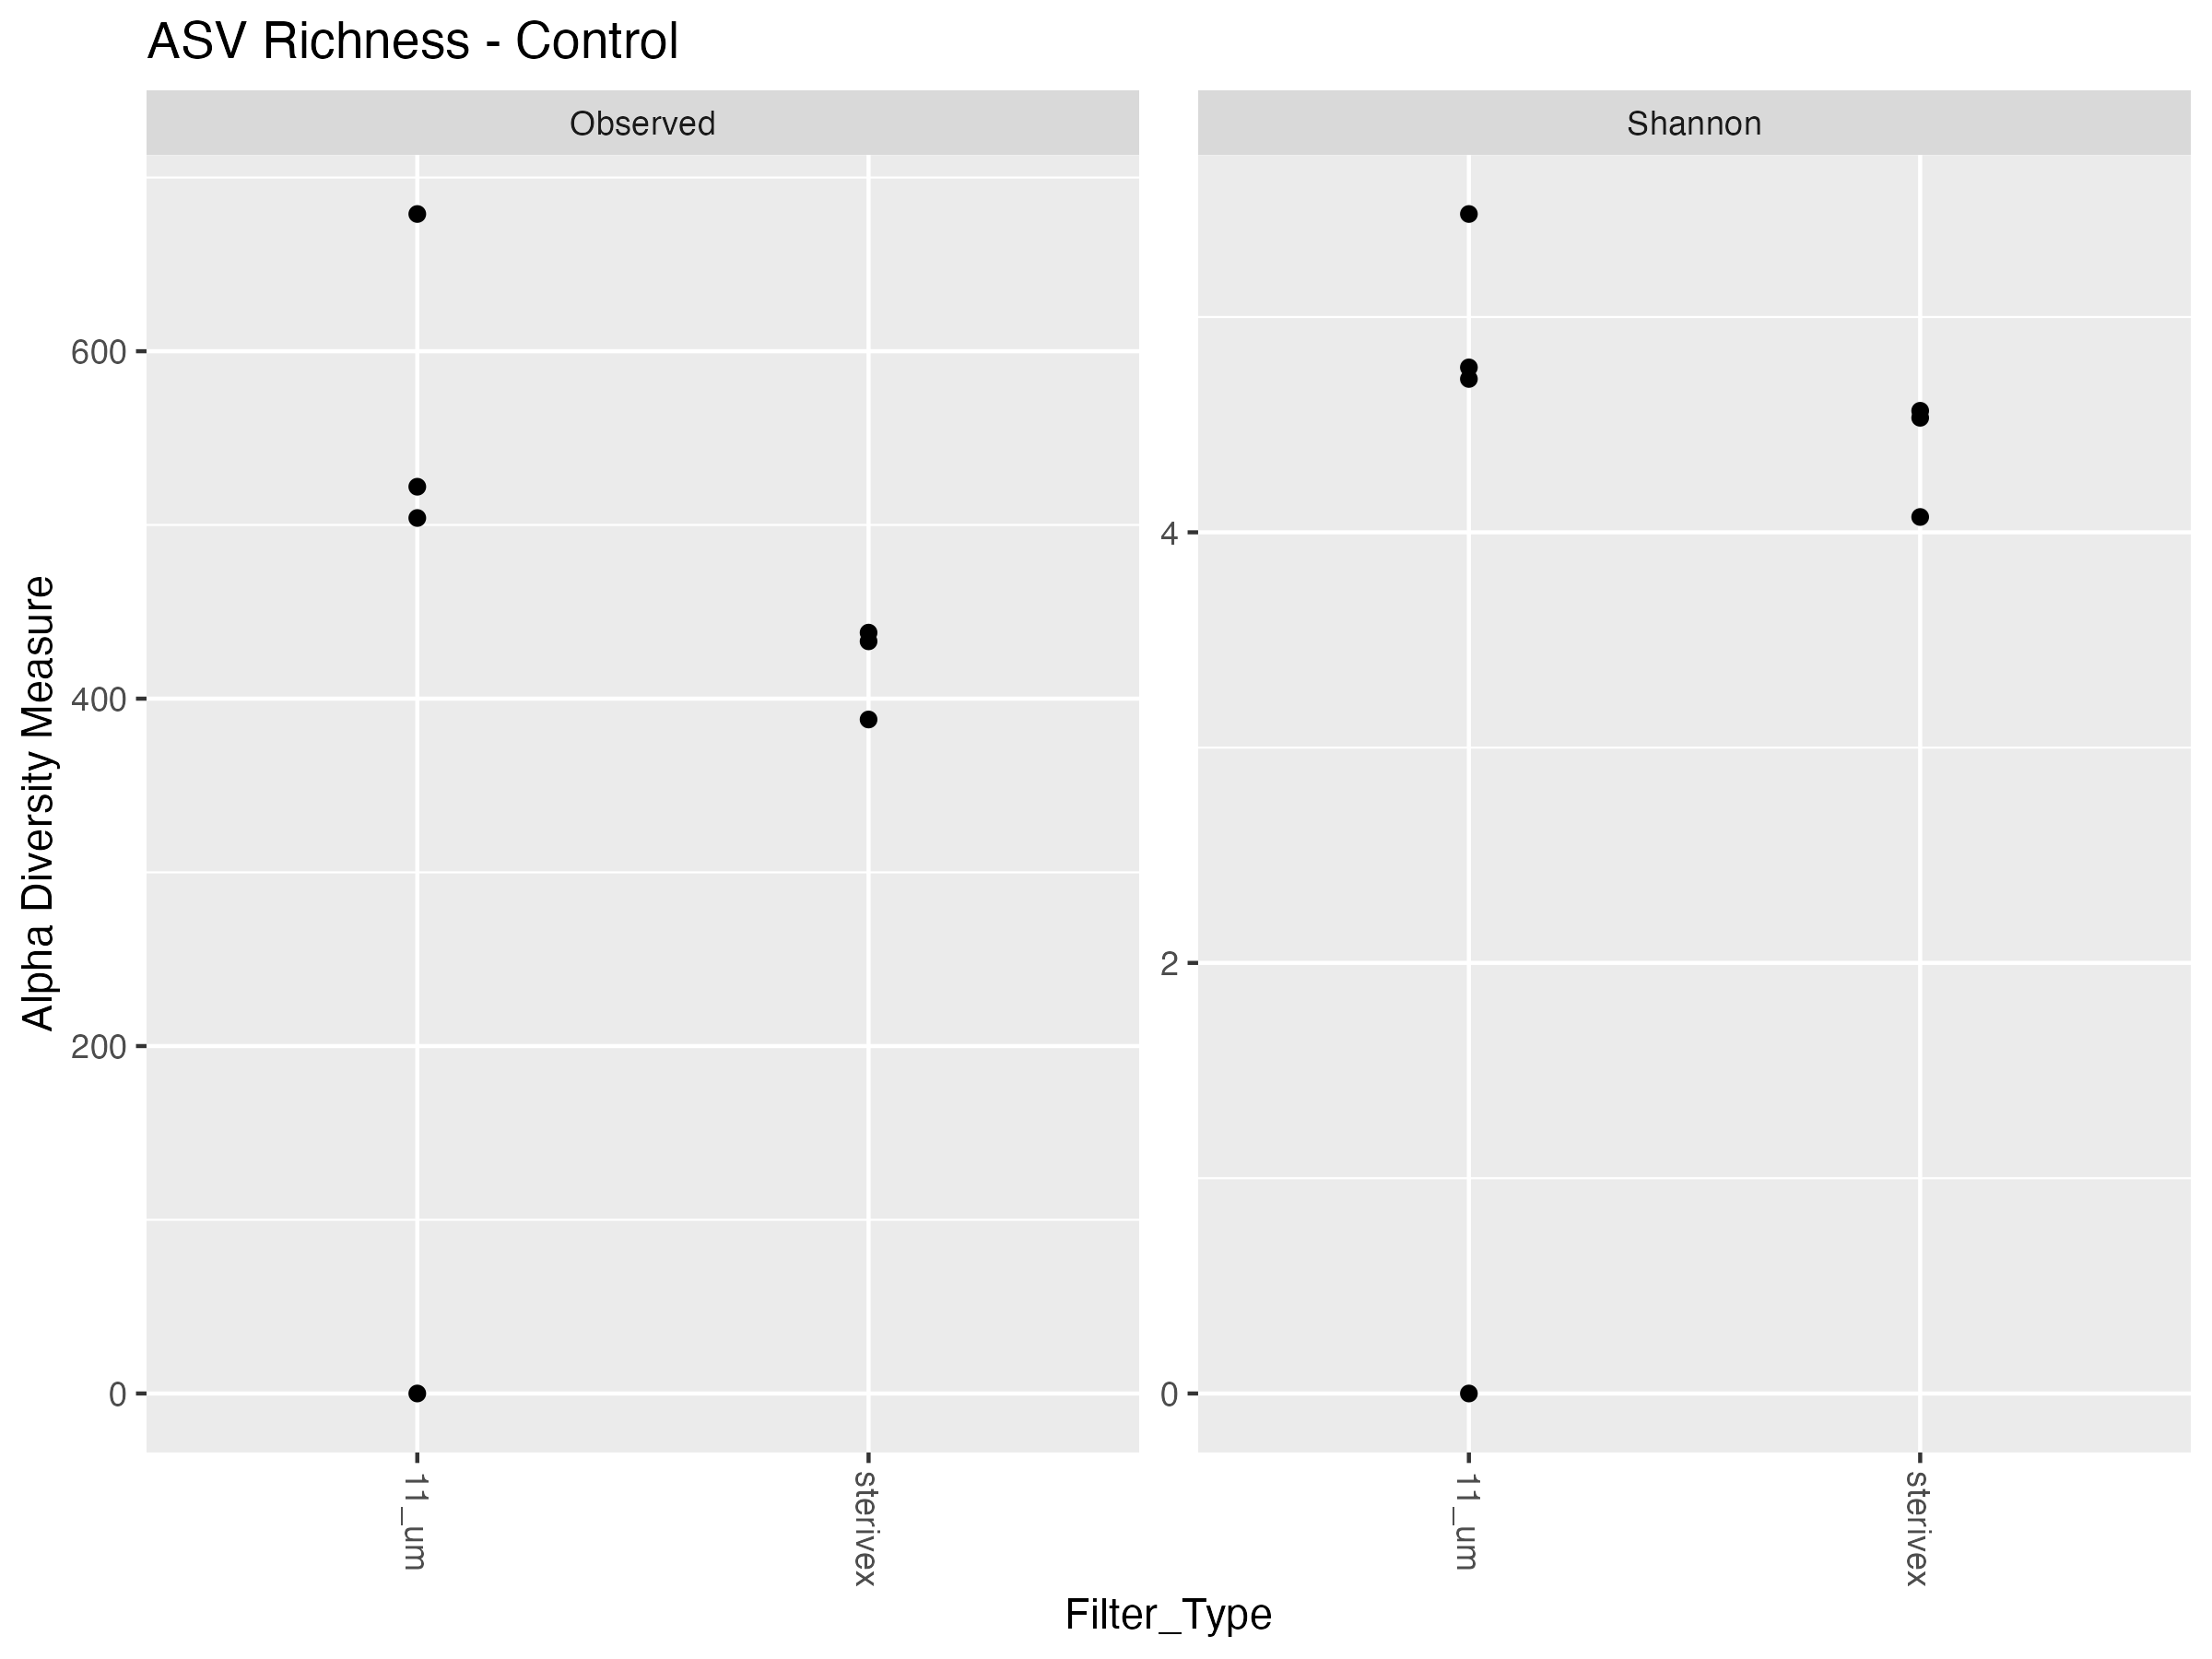 ASV Richness - Control
Observed
Shannon
Alpha Diversity Measure
600
400
200
0
4
2
0
11_um
sterivex
11_um
sterivex
Filter_Type